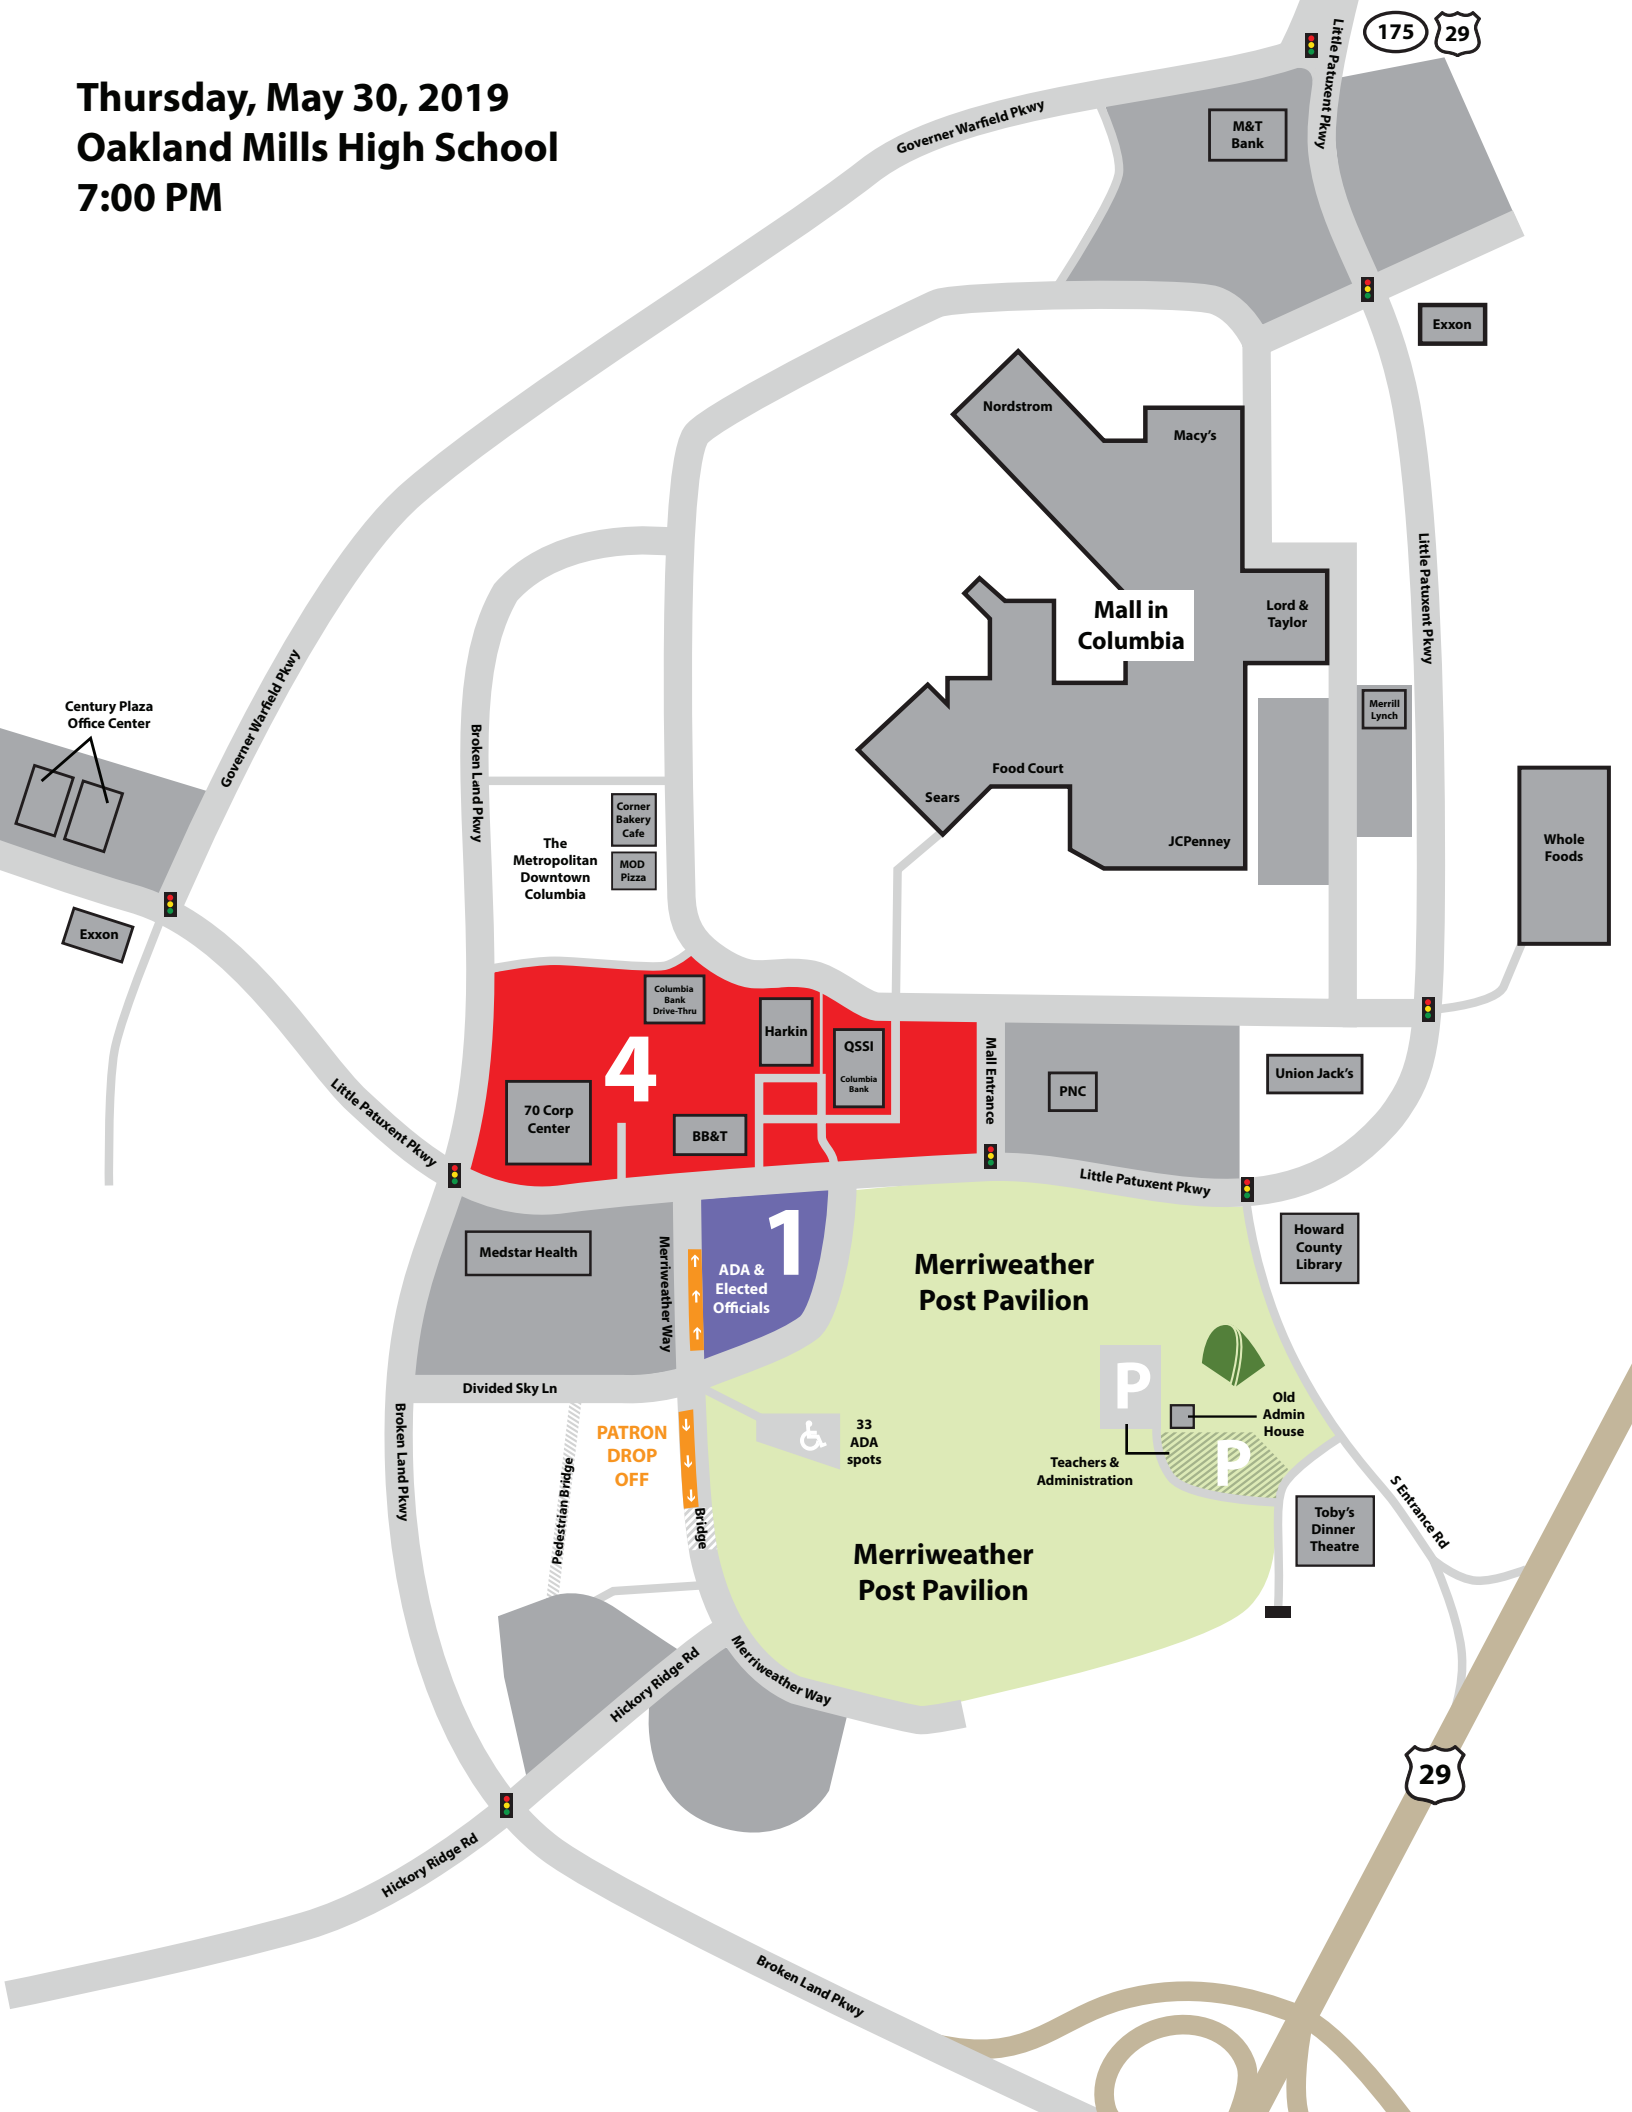 Thursday, May 30, 2019
Oakland Mills High School
7:00 PM
175
29
Little Patuxent Pkwy
Governer Warfield Pkwy
M&T
Bank
Exxon
Nordstrom
Macy's
Little Patuxent Pkwy
Mall in
Columbia
Lord &
Taylor
Governer Warfield Pkwy
Century Plaza
Office Center
Merrill
Lynch
Broken Land Pkwy
Food Court
Sears
JCPenney
Corner
Bakery
Cafe
MOD
Pizza
The
Metropolitan
Downtown
Columbia
Whole
Foods
Exxon
Columbia
Bank
Drive-Thru
Harkin
QSSI
Columbia
Bank
4
Mall Entrance
PNC
Union Jack's
70 Corp
Center
BB&T
Little Patuxent Pkwy
Little Patuxent Pkwy
1
ADA &
Elected
Officials
Medstar Health
Merriweather Way
Merriweather
Post Pavilion
Howard
County
Library
Divided Sky Ln
P
Old
Admin
House
PATRON
DROP
OFF
33
ADA
spots
P
Teachers &
Administration
Broken Land Pkwy
Pedestrian Bridge
Bridge
S Entrance Rd
Toby's
Dinner
Theatre
Merriweather
Post Pavilion
Hickory Ridge Rd
Merriweather Way
29
Hickory Ridge Rd
Broken Land Pkwy